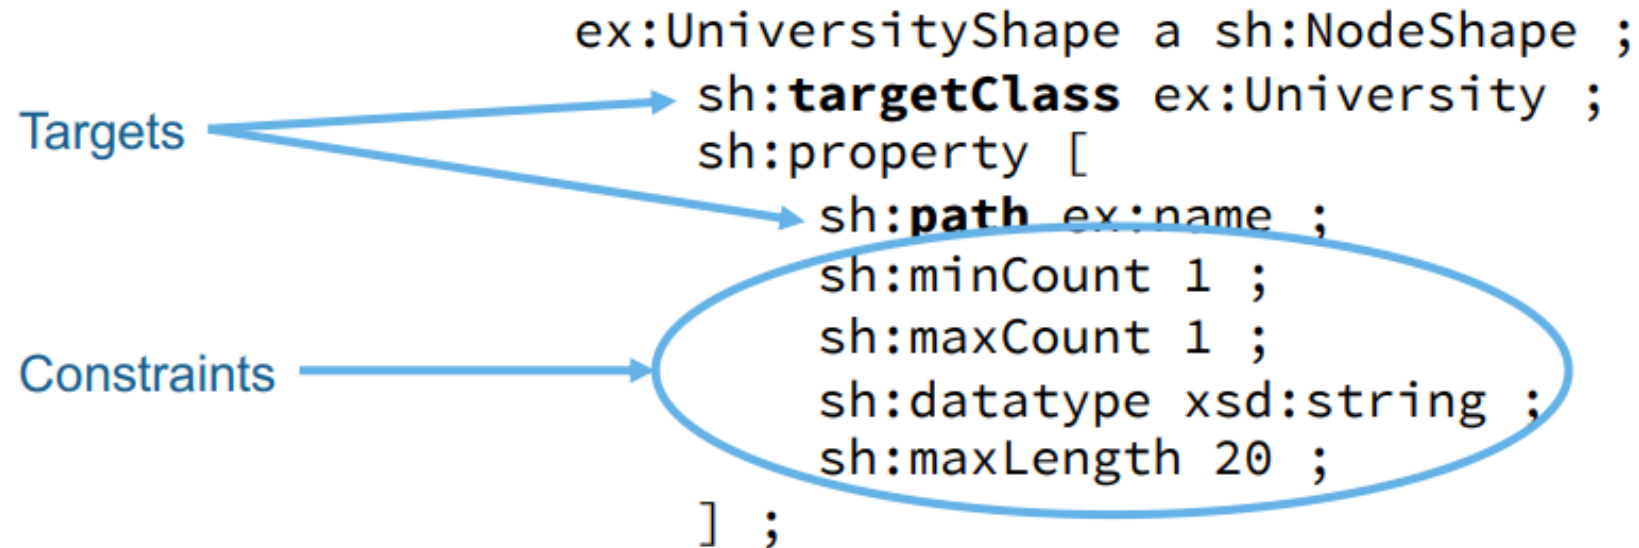 ex:UniversityShape a sh:NodeShape ;
sh:targetClass ex:University ;
Targets
sh:property [
sh:path ex:name ;
sh:minCount 1 ;
sh:maxCount 1 ;
Constraints
sh:datatype xsd:string ;
sh:maxLength 20 ;
] ;